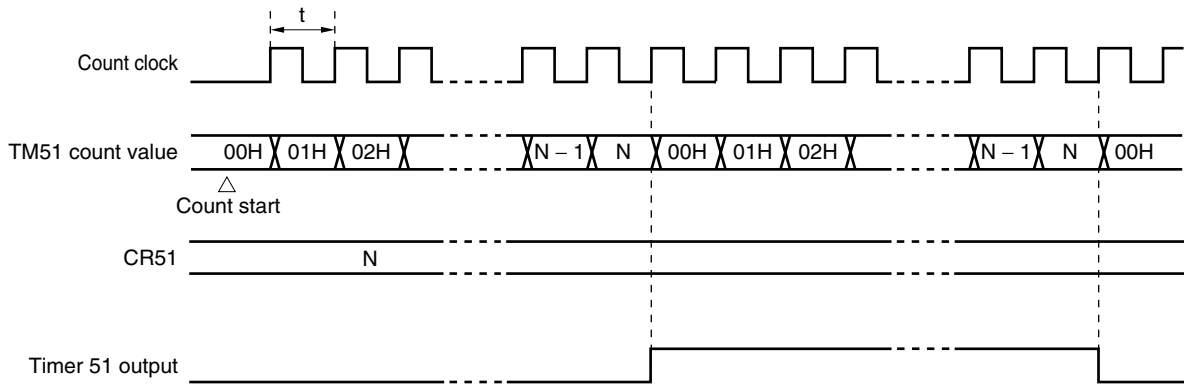 t
Count clock
TM51 count value 00H 01H 02H N − 1 N 00H 01H 02H N − 1 N 00H
Count start
CR51 N
Timer 51 output